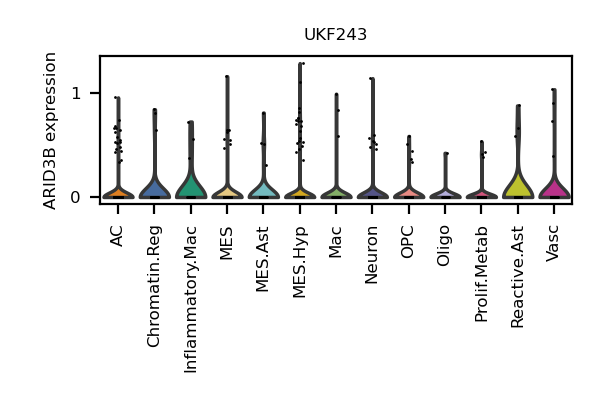 UKF243
ARID3B expression
1
0
AC
Chromatin.Reg
Inflammatory.Mac
MES
MES.Ast
MES.Hyp
Mac
Neuron
OPC
Oligo
Prolif.Metab
Reactive.Ast
Vasc